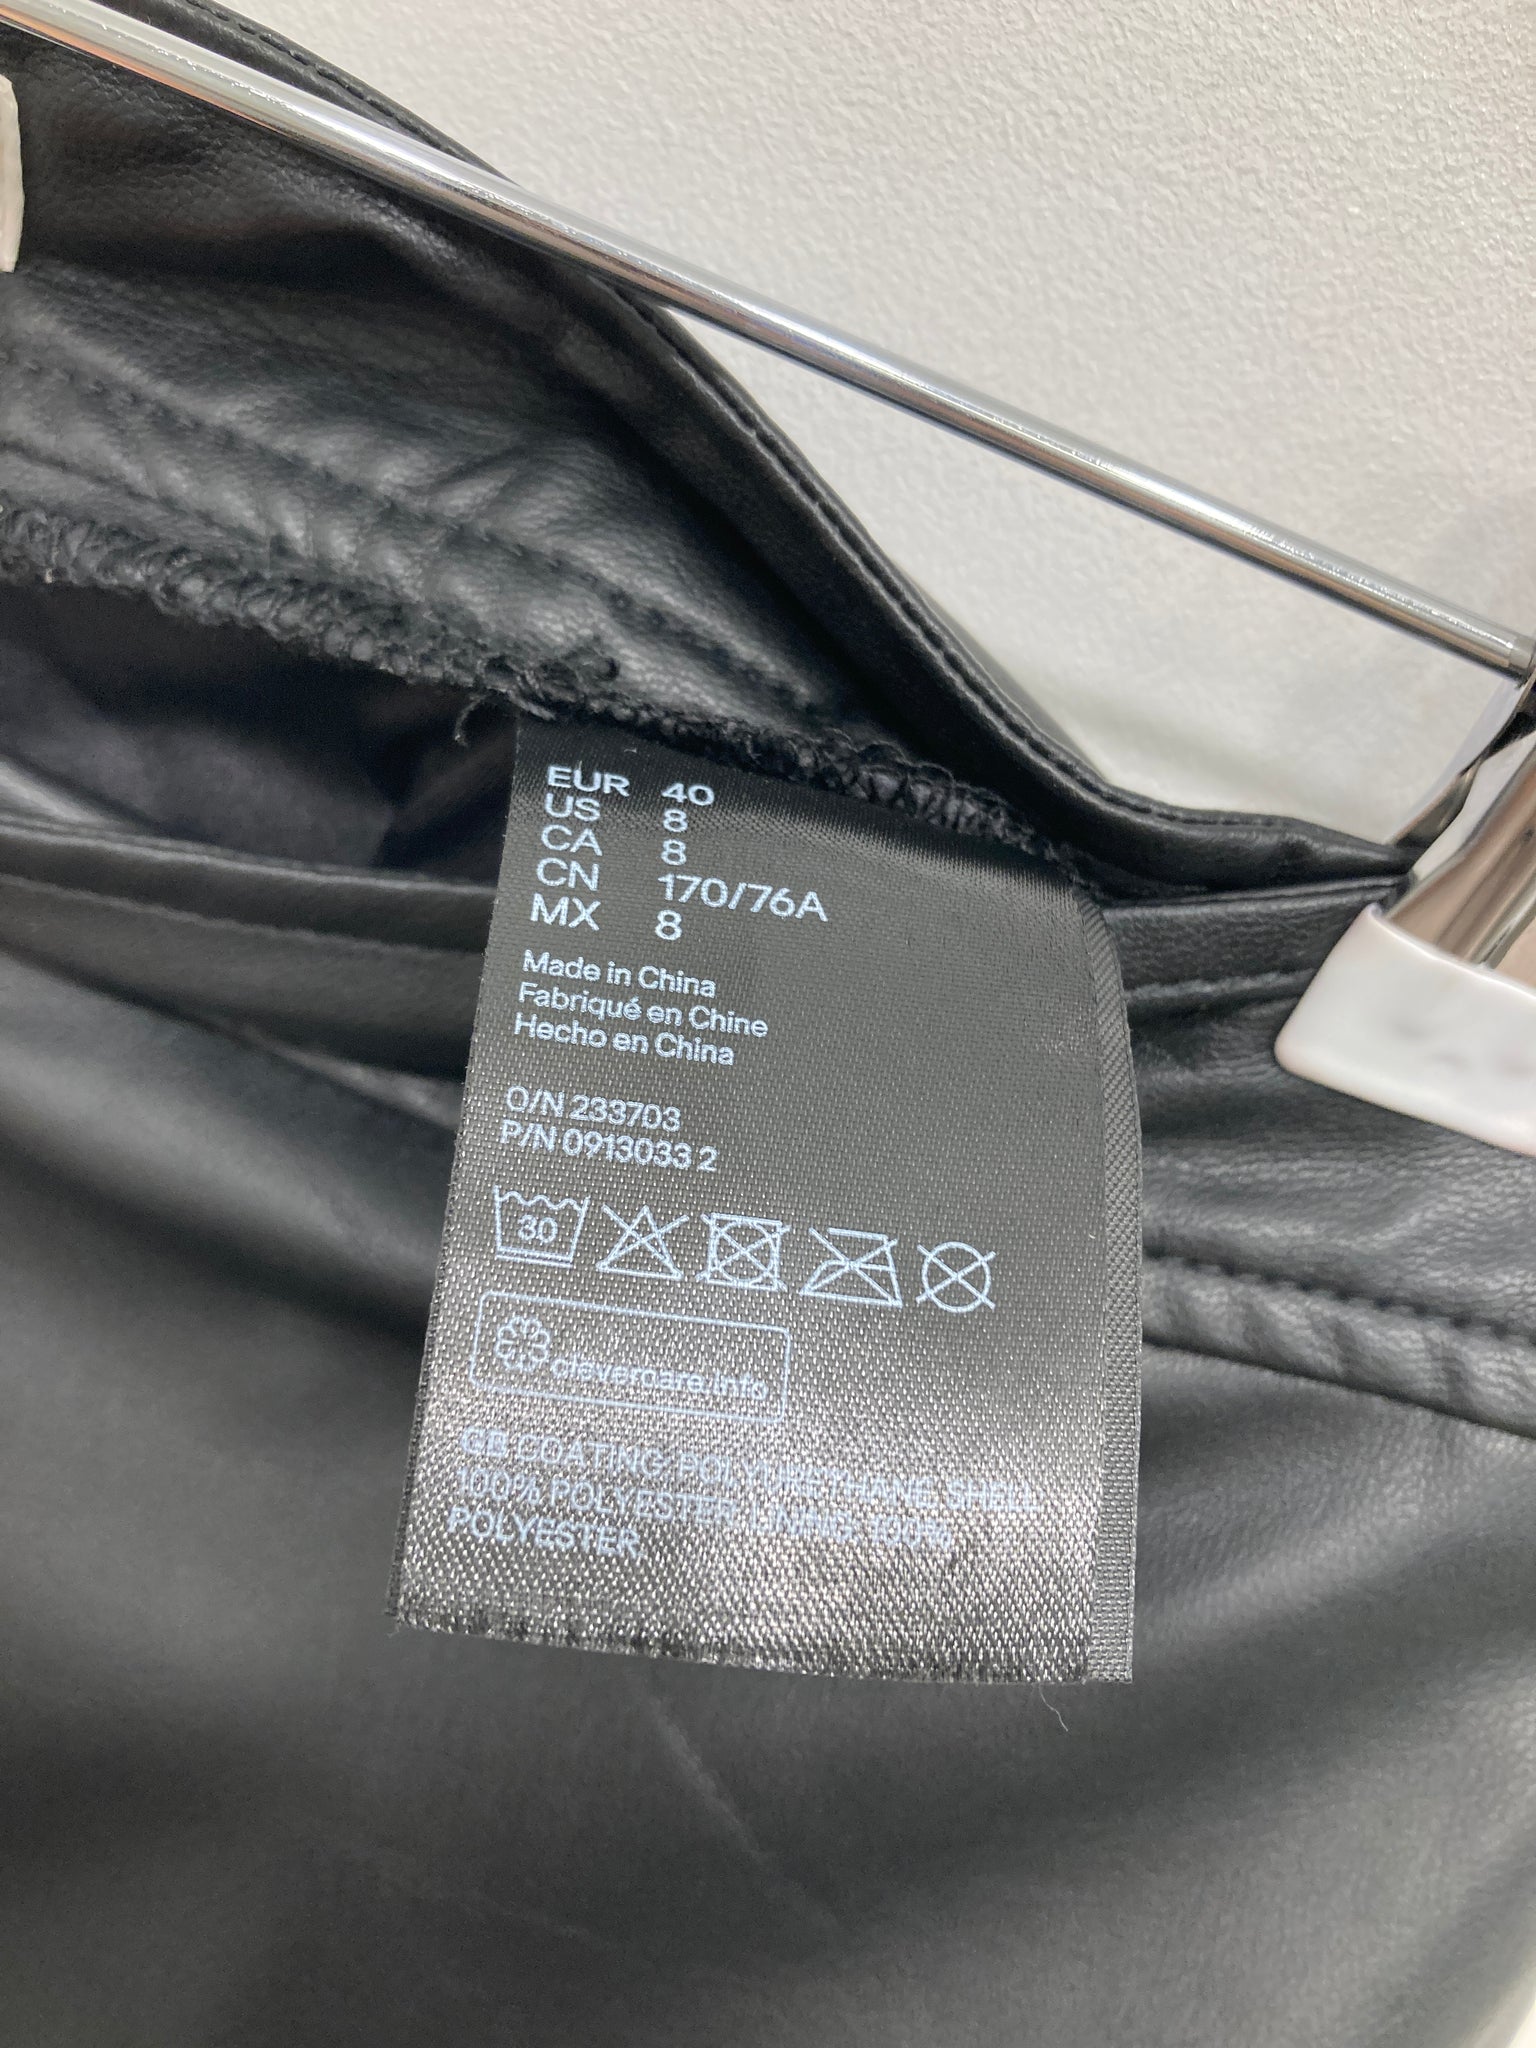 EUR 40
US 8
CA 8
CN 170/76A
MX 8
Made in China
Fabriqué en Chine
Hecho en China
O/N 233703
P/N 0913033 2
30
clevercare.info
GB COATING: POLYURETHANE. SHELL
100% POLYESTER. LINING: 100%
POLYESTER.